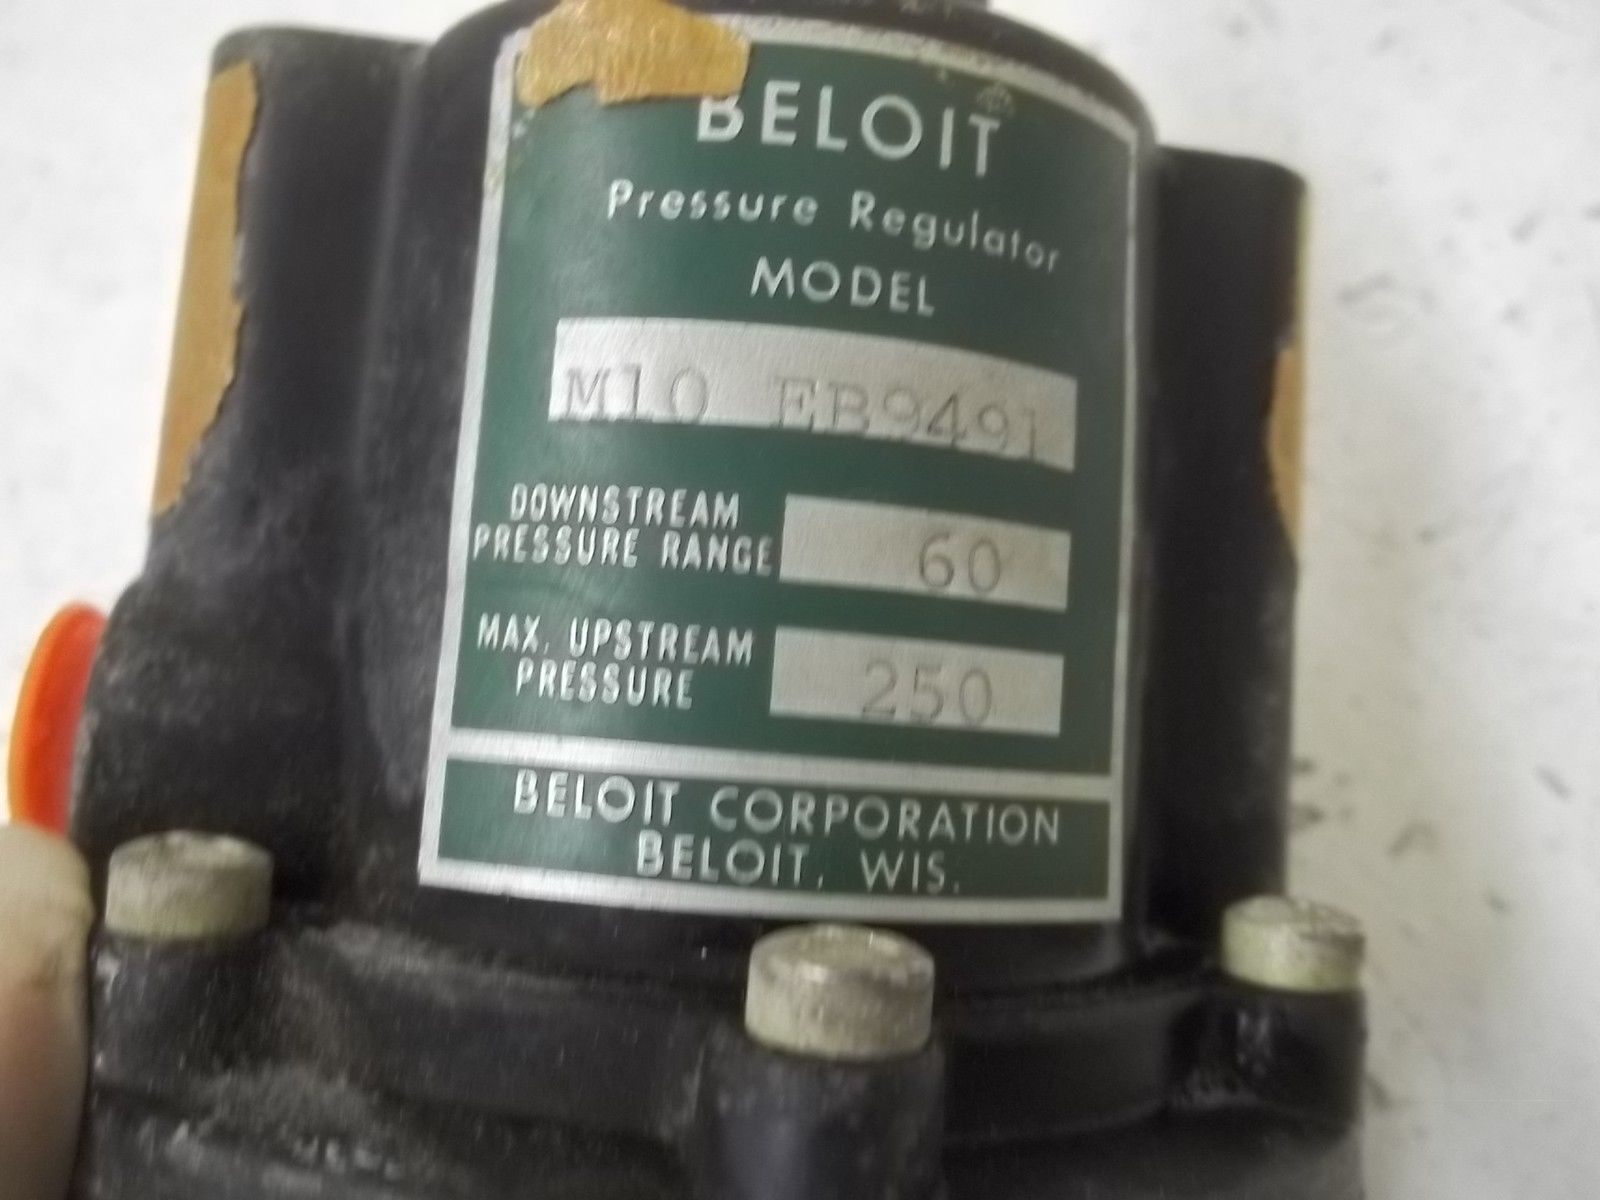 BELOIT
Pressure Regulator
MODEL
M10 EB9491
DOWNSTREAM
PRESSURE RANGE 60
MAX. UPSTREAM
PRESSURE 250
BELOIT CORPORATION
BELOIT, WIS.